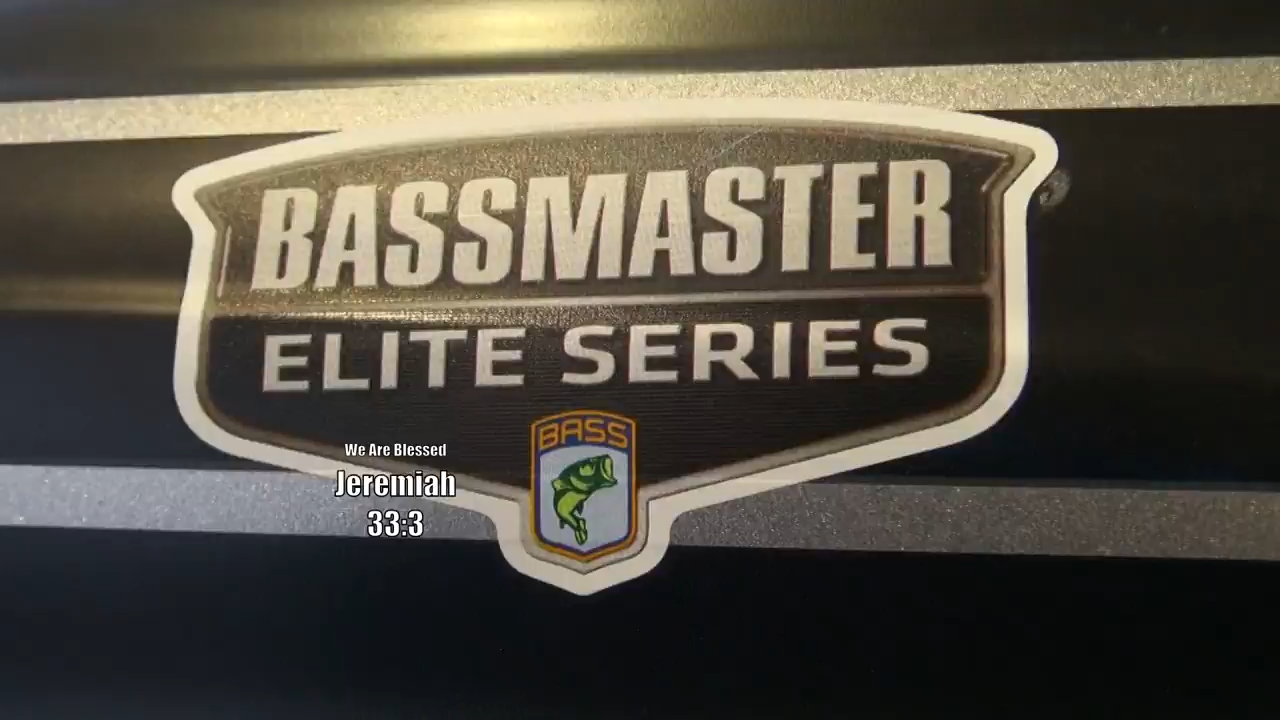 BASSMASTER
ELITE SERIES
BASS
We Are Blessed
Jeremiah
33:3